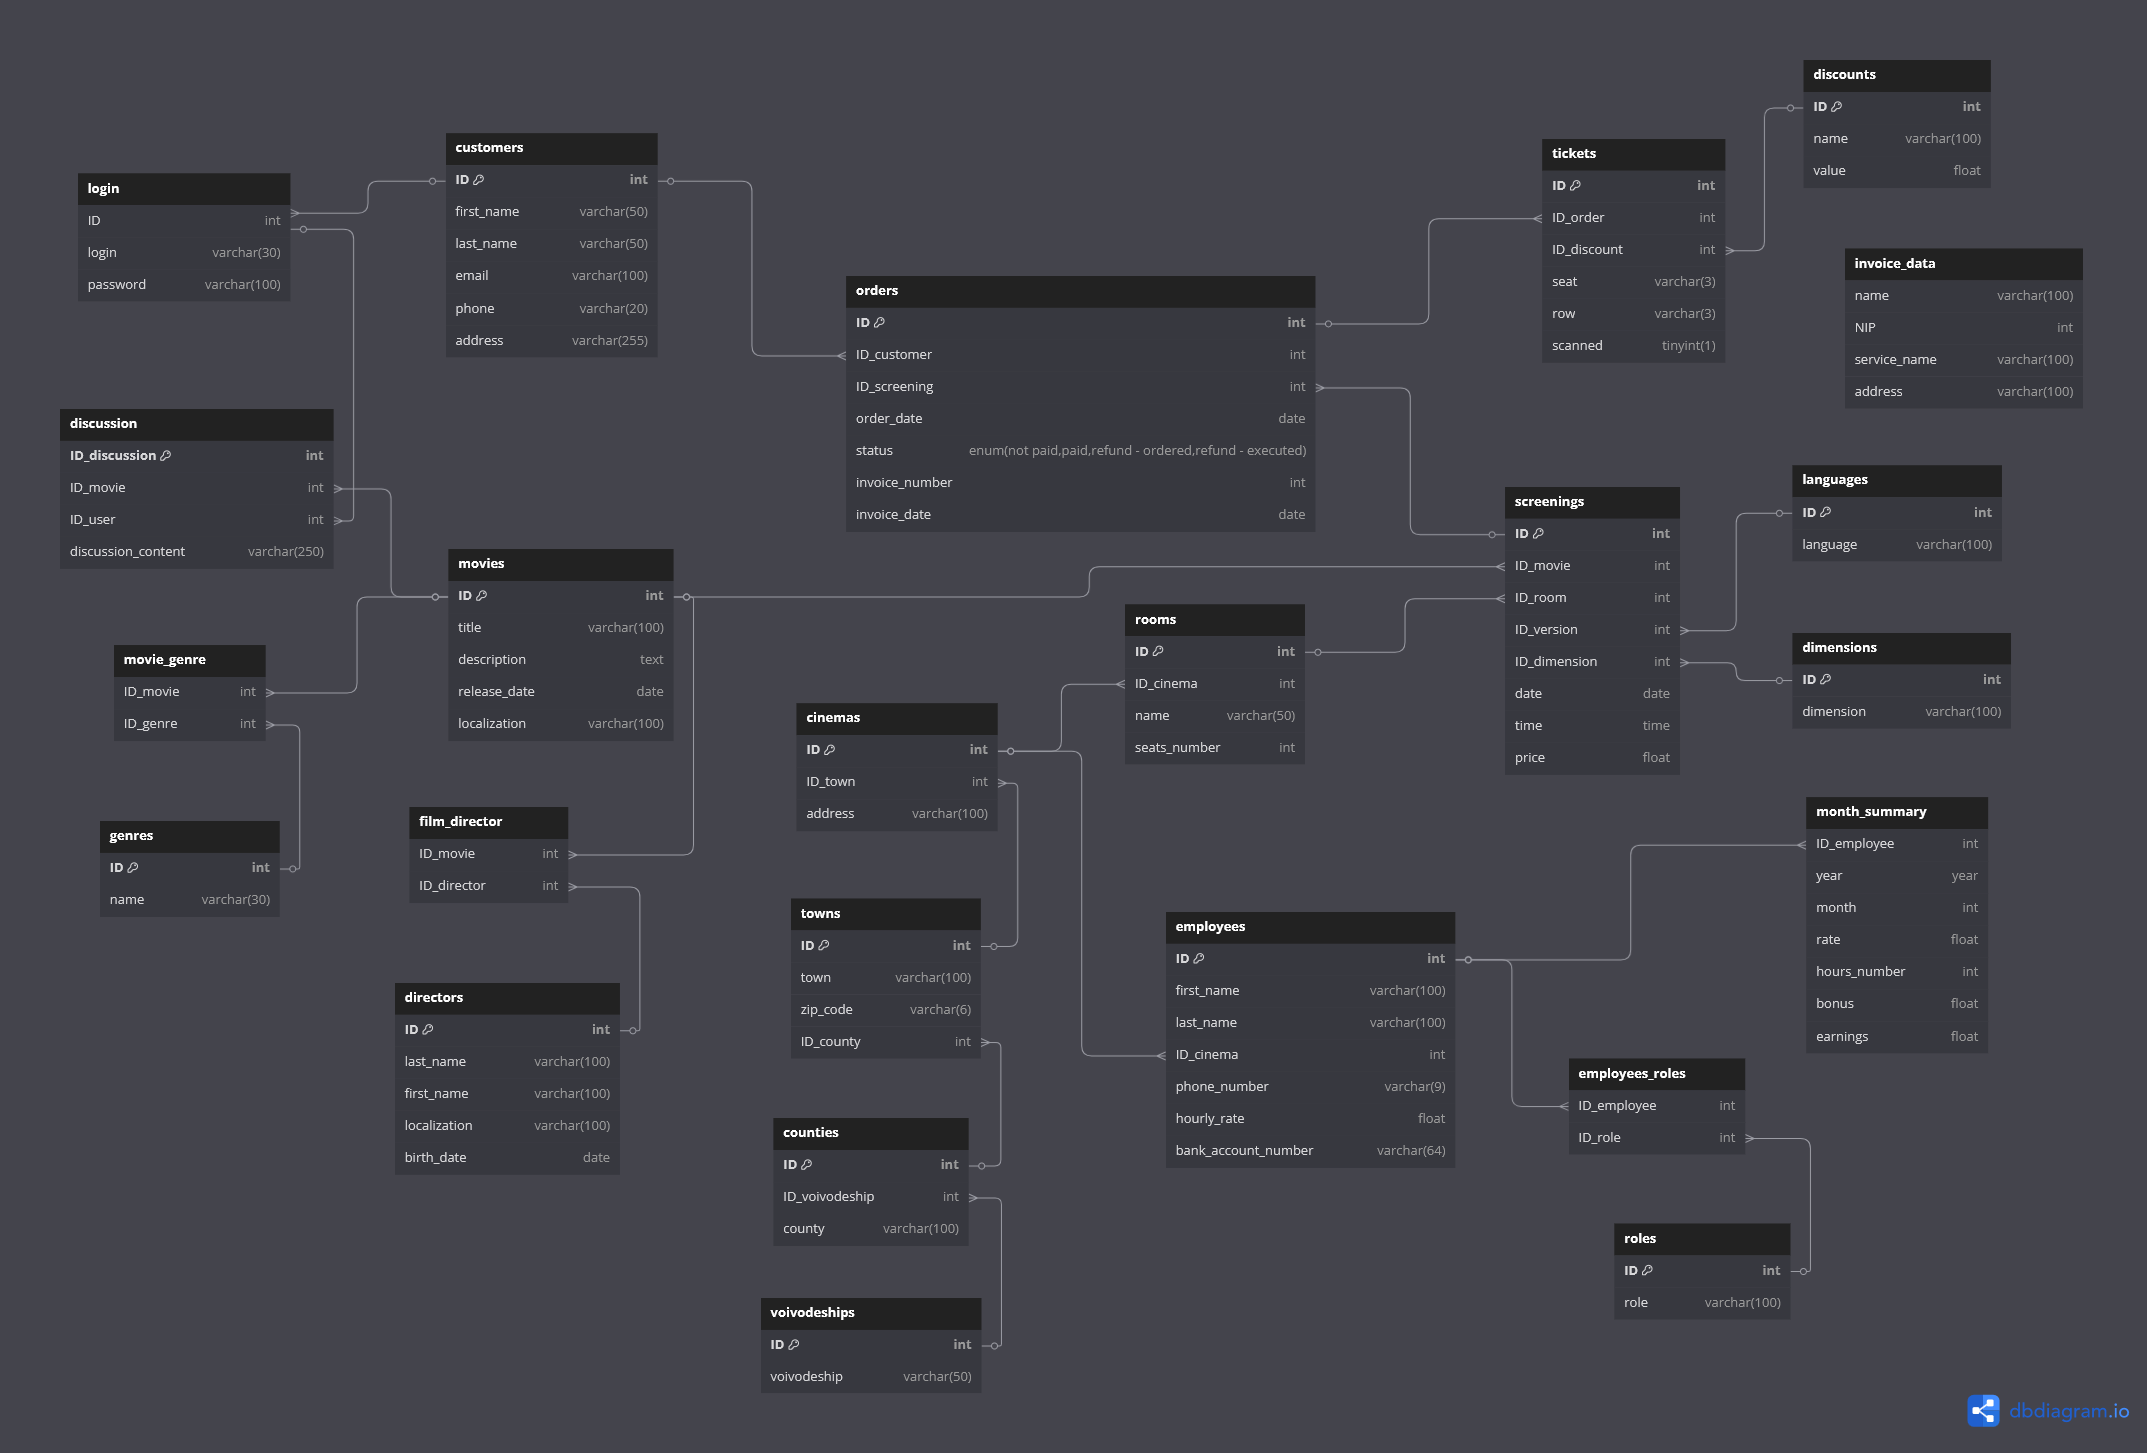 discounts
ID int
name varchar(100)
value float
customers
ID int
first_name varchar(50)
last_name varchar(50)
email varchar(100)
phone varchar(20)
address varchar(255)
tickets
ID int
ID_order int
ID_discount int
seat varchar(3)
row varchar(3)
scanned tinyint(1)
login
ID int
login varchar(30)
password varchar(100)
invoice_data
name varchar(100)
NIP int
service_name varchar(100)
address varchar(100)
orders
ID int
ID_customer int
ID_screening int
order_date date
status enum(not paid,paid,refund - ordered,refund - executed)
invoice_number int
invoice_date date
discussion
ID_discussion int
ID_movie int
ID_user int
discussion_content varchar(250)
languages
ID int
language varchar(100)
screenings
ID int
ID_movie int
ID_room int
ID_version int
ID_dimension int
date date
time time
price float
movies
ID int
title varchar(100)
description text
release_date date
localization varchar(100)
rooms
ID int
ID_cinema int
name varchar(50)
seats_number int
dimensions
ID int
dimension varchar(100)
movie_genre
ID_movie int
ID_genre int
cinemas
ID int
ID_town int
address varchar(100)
month_summary
ID_employee int
year year
month int
rate float
hours_number int
bonus float
earnings float
film_director
ID_movie int
ID_director int
genres
ID int
name varchar(30)
towns
ID int
town varchar(100)
zip_code varchar(6)
ID_county int
employees
ID int
first_name varchar(100)
last_name varchar(100)
ID_cinema int
phone_number varchar(9)
hourly_rate float
bank_account_number varchar(64)
directors
ID int
last_name varchar(100)
first_name varchar(100)
localization varchar(100)
birth_date date
employees_roles
ID_employee int
ID_role int
counties
ID int
ID_voivodeship int
county varchar(100)
roles
ID int
role varchar(100)
voivodeships
ID int
voivodeship varchar(50)
dbdiagram.io